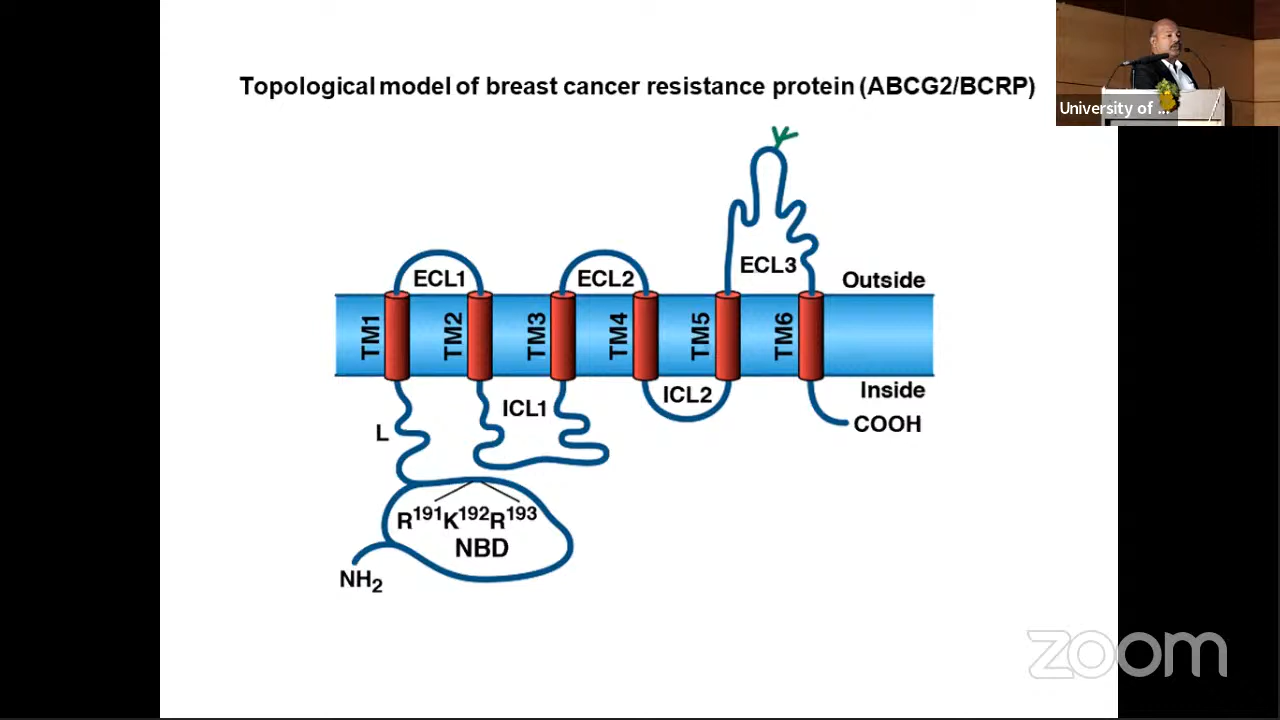 Topological model of breast cancer resistance protein (ABCG2/BCRP)
University of ...
ECL1
ECL2
ECL3
Outside
TM1
TM2
TM3
TM4
TM5
TM6
Inside
ICL1
ICL2
COOH
L
R¹⁹¹K¹⁹²R¹⁹³
NBD
NH₂
zoom